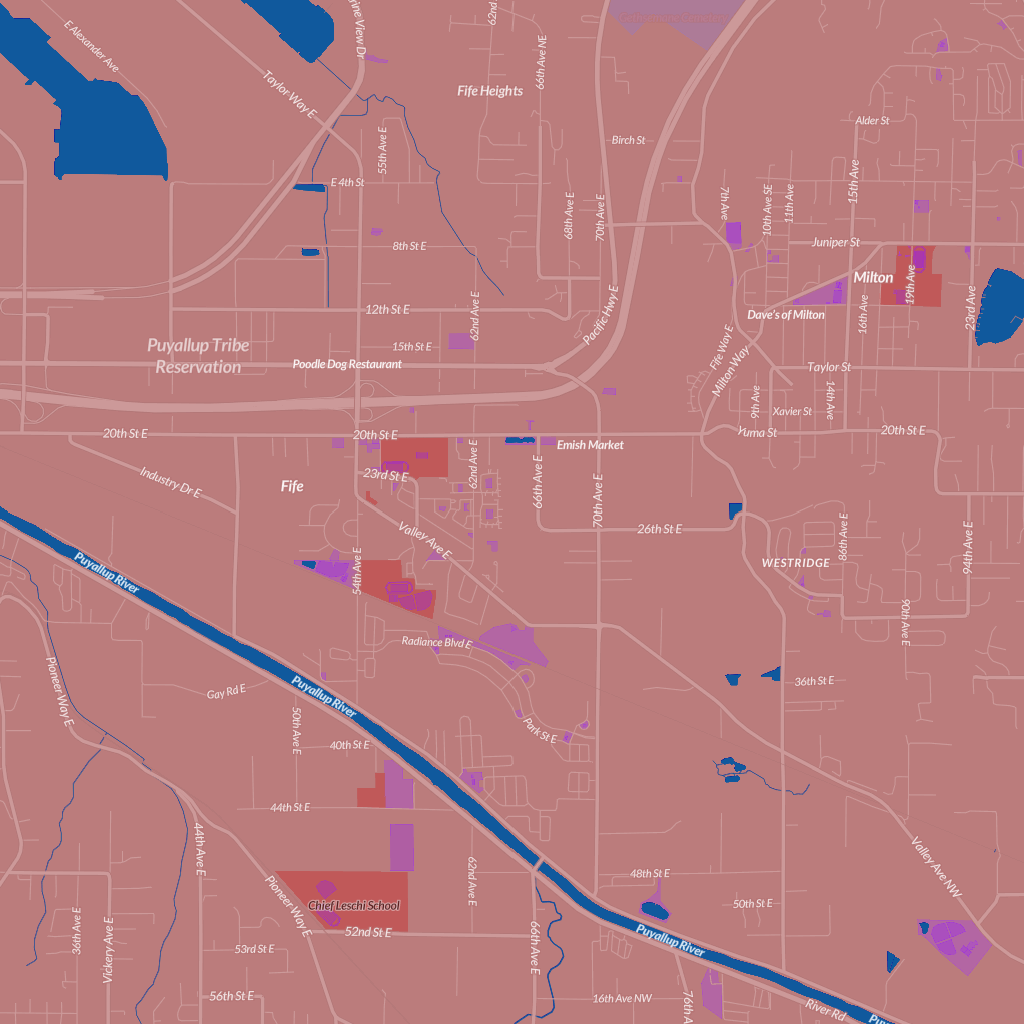 E Alexander Ave
Taylor Way E
62nd
66th Ave NE
Fife Heights
55th Ave E
Birch St
Alder St
E 4th St
7th Ave
10th Ave SE
11th Ave
15th Ave
68th Ave E
70th Ave E
8th St E
Juniper St
Milton
19th Ave
23rd Ave
16th Ave
12th St E
62nd Ave E
Pacific Hwy E
Dave's of Milton
Puyallup Tribe
Reservation
15th St E
Poodle Dog Restaurant
Fife Way E
Milton Way
Taylor St
9th Ave
14th Ave
Xavier St
20th St E
20th St E
Emish Market
Yuma St
20th St E
Industry Dr E
Fife
23rd St E
62nd Ave E
66th Ave E
70th Ave E
Valley Ave E
26th St E
86th Ave E
94th Ave E
WESTRIDGE
Puyallup River
54th Ave E
90th Ave E
Radiance Blvd E
Pioneer Way E
Gay Rd E
Puyallup River
36th St E
50th Ave E
40th St E
Park St E
44th St E
44th Ave E
62nd Ave E
Valley Ave NW
48th St E
Pioneer Way E
Chief Leschi School
50th St E
36th Ave E
Vickery Ave E
52nd St E
66th Ave E
Puyallup River
53rd St E
56th St E
16th Ave NW
76th A
River Rd
Puy